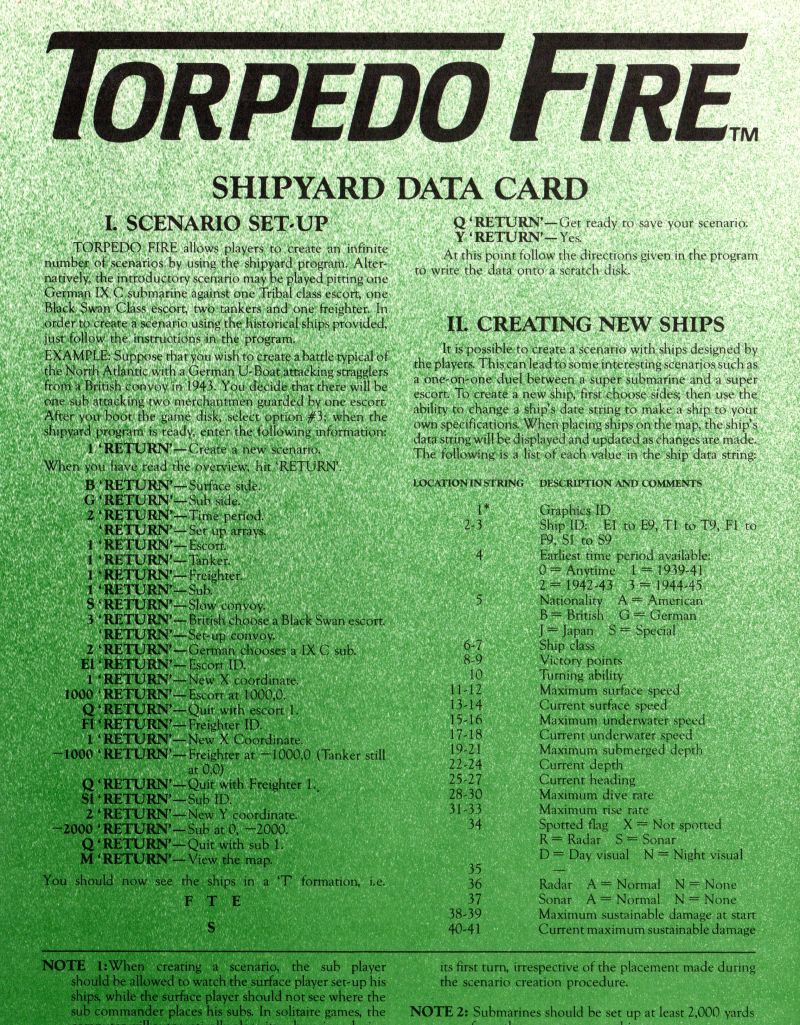 TORPEDO FIRE™
SHIPYARD DATA CARD
I. SCENARIO SET-UP
TORPEDO FIRE allows players to create an infinite
number of scenarios by using the shipyard program. Alter-
natively, the introductory scenario may be played pitting one
German IX C submarine against one Tribal class escort, one
Black Swan Class escort, two tankers and one freighter. In
order to create a scenario using the historical ships provided,
just follow the instructions in the program.
EXAMPLE: Suppose that you wish to create a battle typical of
the North Atlantic with a German U-Boat attacking stragglers
from a British convoy in 1943. You decide that there will be
one sub attacking two merchantmen guarded by one escort.
After you boot the game disk, select option #3; when the
shipyard program is ready, enter the following information:
1 'RETURN'—Create a new scenario.
When you have read the overview, hit 'RETURN'.
B 'RETURN'—Surface side.
G 'RETURN'—Sub side.
2 'RETURN'—Time period.
'RETURN'—Set up arrays.
1 'RETURN'—Escort.
1 'RETURN'—Tanker.
1 'RETURN'—Freighter.
1 'RETURN'—Sub.
S 'RETURN'—Slow convoy.
3 'RETURN'—British choose a Black Swan escort.
'RETURN'—Set-up convoy.
2 'RETURN'—German chooses a IX C sub.
E1 'RETURN'—Escort ID.
1 'RETURN'—New X coordinate.
1000 'RETURN'—Escort at 1000,0.
Q 'RETURN'—Quit with escort 1.
F1 'RETURN'—Freighter ID.
1 'RETURN'—New X Coordinate.
−1000 'RETURN'—Freighter at −1000,0 (Tanker still
at 0,0)
Q 'RETURN'—Quit with Freighter 1.
S1 'RETURN'—Sub ID.
2 'RETURN'—New Y coordinate.
−2000 'RETURN'—Sub at 0, −2000.
Q 'RETURN'—Quit with sub 1.
M 'RETURN'—View the map.
You should now see the ships in a 'T' formation, i.e.
F T E
S
Q 'RETURN'—Get ready to save your scenario.
Y 'RETURN'—Yes.
At this point follow the directions given in the program
to write the data onto a scratch disk.
II. CREATING NEW SHIPS
It is possible to create a scenario with ships designed by
the players. This can lead to some interesting scenarios such as
a one-on-one duel between a super submarine and a super
escort. To create a new ship, first choose sides; then use the
ability to change a ship's date string to make a ship to your
own specifications. When placing ships on the map, the ship's
data string will be displayed and updated as changes are made.
The following is a list of each value in the ship data string:
LOCATION IN STRING DESCRIPTION AND COMMENTS
1* Graphics ID
2-3 Ship ID: E1 to E9, T1 to T9, F1 to
F9, S1 to S9
4 Earliest time period available:
0 = Anytime 1 = 1939-41
2 = 1942-43 3 = 1944-45
5 Nationality A = American
B = British G = German
J = Japan S = Special
6-7 Ship class
8-9 Victory points
10 Turning ability
11-12 Maximum surface speed
13-14 Current surface speed
15-16 Maximum underwater speed
17-18 Current underwater speed
19-21 Maximum submerged depth
22-24 Current depth
25-27 Current heading
28-30 Maximum dive rate
31-33 Maximum rise rate
34 Spotted flag X = Not spotted
R = Radar S = Sonar
D = Day visual N = Night visual
35 —
36 Radar A = Normal N = None
37 Sonar A = Normal N = None
38-39 Maximum sustainable damage at start
40-41 Current maximum sustainable damage
NOTE 1: When creating a scenario, the sub player
should be allowed to watch the surface player set-up his
ships, while the surface player should not see where the
sub commander places his subs. In solitaire games, the
its first turn, irrespective of the placement made during
the scenario creation procedure.
NOTE 2: Submarines should be set up at least 2,000 yards